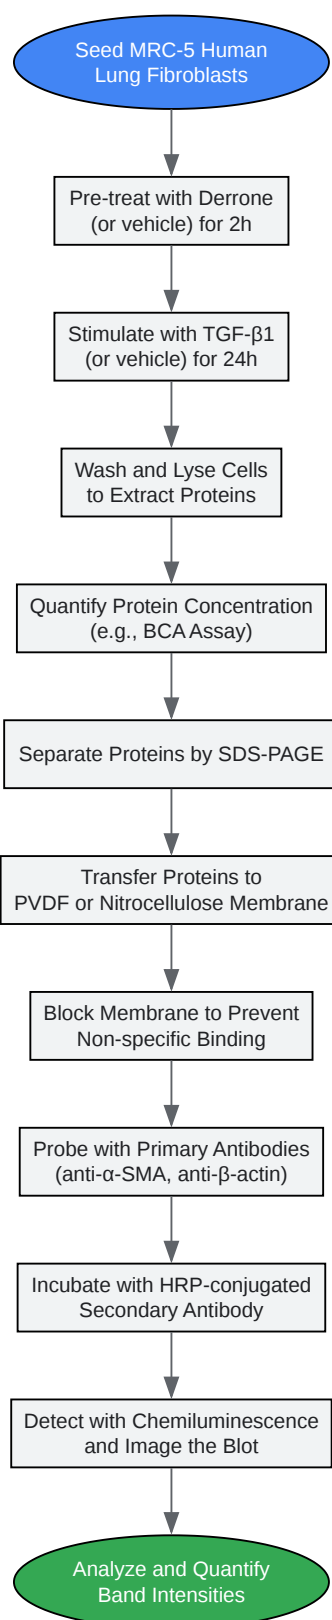 Seed MRC-5 Human
Lung Fibroblasts
Pre-treat with Derrone
(or vehicle) for 2h
Stimulate with TGF-β1
(or vehicle) for 24h
Wash and Lyse Cells
to Extract Proteins
Quantify Protein Concentration
(e.g., BCA Assay)
Separate Proteins by SDS-PAGE
Transfer Proteins to
PVDF or Nitrocellulose Membrane
Block Membrane to Prevent
Non-specific Binding
Probe with Primary Antibodies
(anti-α-SMA, anti-β-actin)
Incubate with HRP-conjugated
Secondary Antibody
Detect with Chemiluminescence
and Image the Blot
Analyze and Quantify
Band Intensities